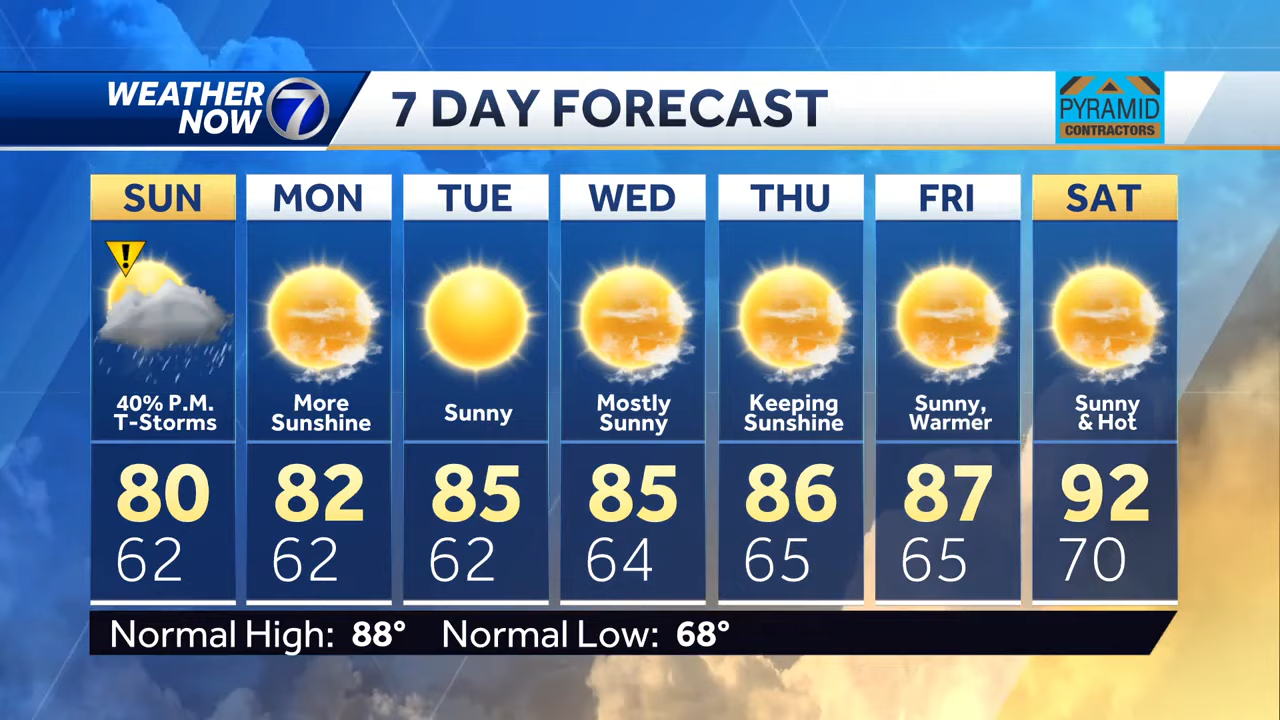 WEATHER
NOW 7
7 DAY FORECAST
PYRAMID
CONTRACTORS
SUN
!
40% P.M.
T-Storms
80
62
MON
More
Sunshine
82
62
TUE
Sunny
85
62
WED
Mostly
Sunny
85
64
THU
Keeping
Sunshine
86
65
FRI
Sunny,
Warmer
87
65
SAT
Sunny
& Hot
92
70
Normal High: 88° Normal Low: 68°